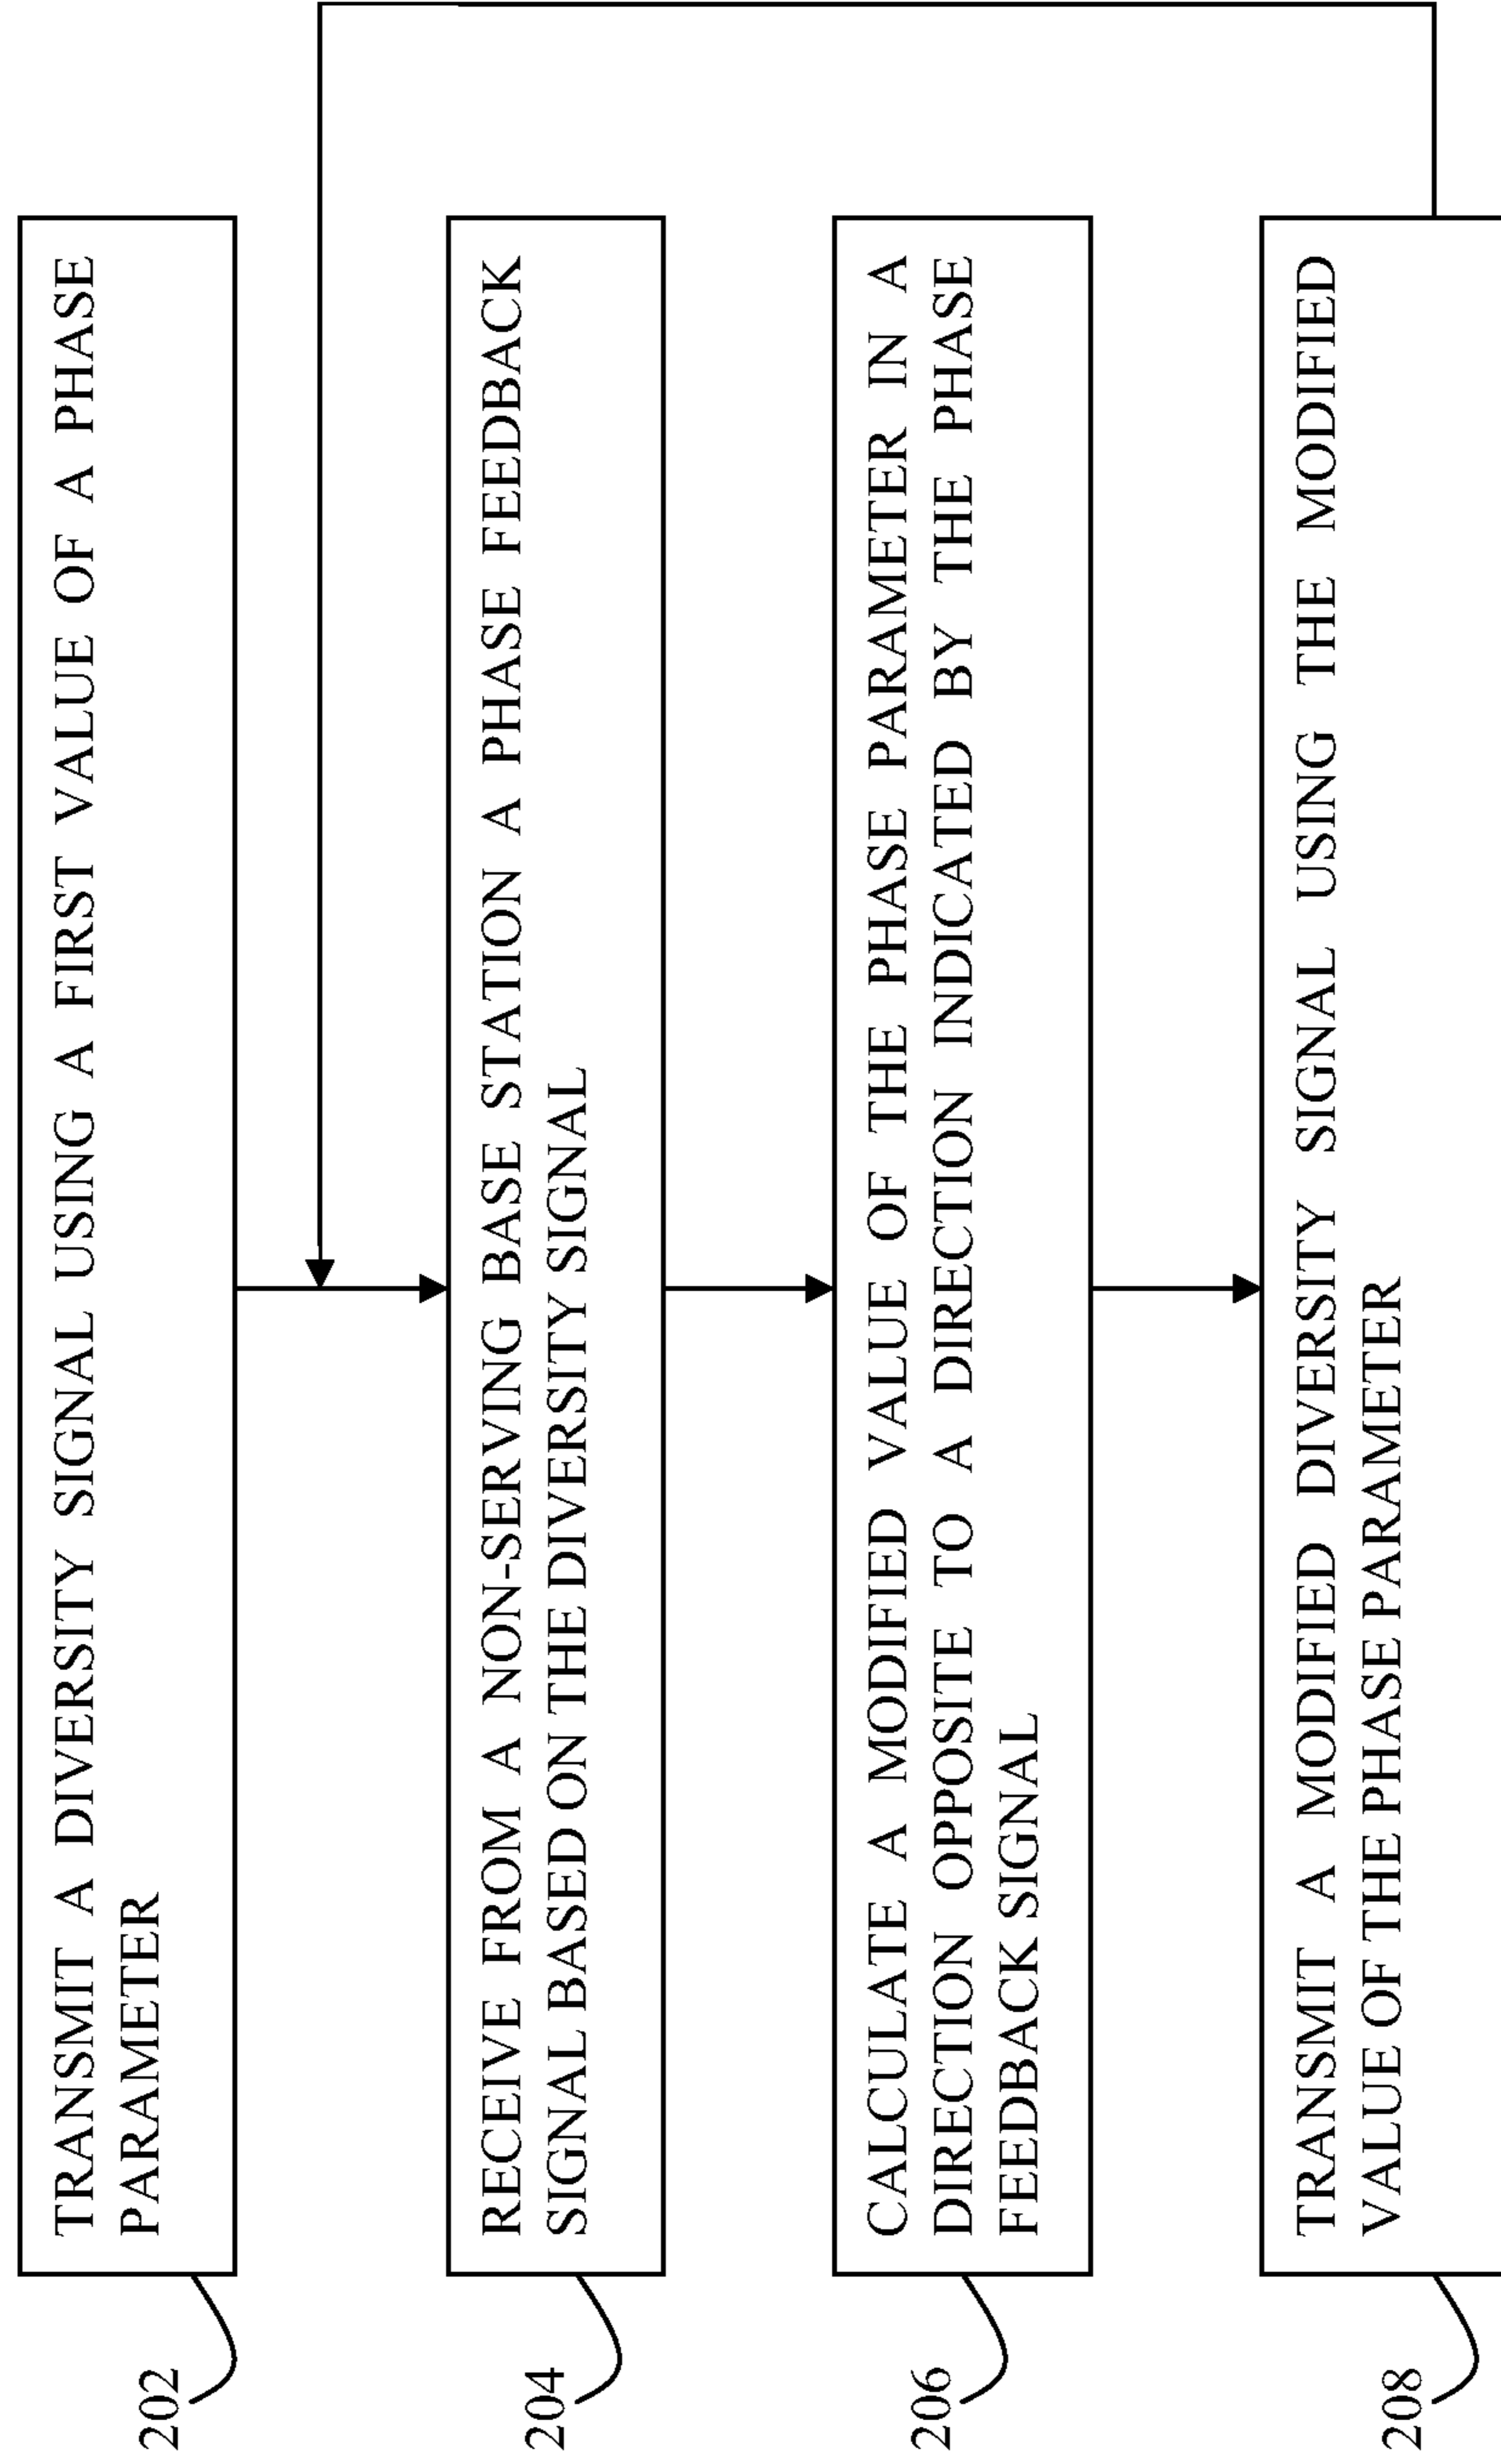 TRANSMIT A DIVERSITY SIGNAL USING A FIRST VALUE OF A PHASE
PARAMETER
202
RECEIVE FROM A NON-SERVING BASE STATION A PHASE FEEDBACK
SIGNAL BASED ON THE DIVERSITY SIGNAL
204
CALCULATE A MODIFIED VALUE OF THE PHASE PARAMETER IN A
DIRECTION OPPOSITE TO A DIRECTION INDICATED BY THE PHASE
FEEDBACK SIGNAL
206
TRANSMIT A MODIFIED DIVERSITY SIGNAL USING THE MODIFIED
VALUE OF THE PHASE PARAMETER
208